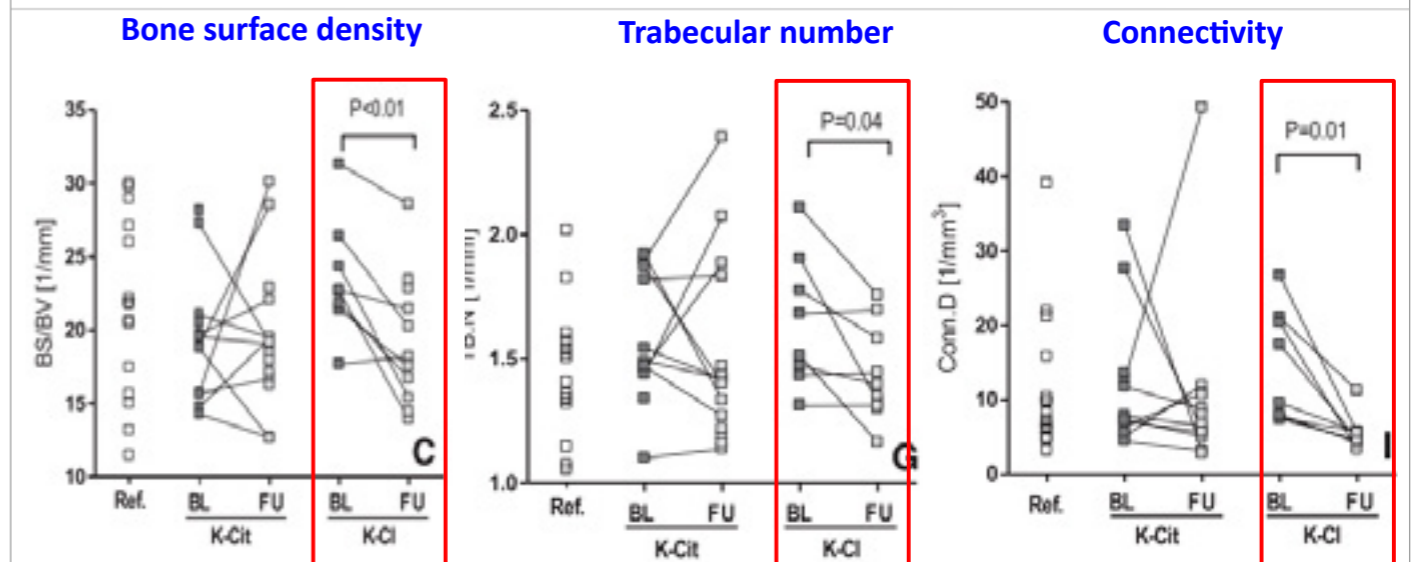 Bone surface density
Trabecular number
Connectivity
BS/BV [1/mm]
35
30
25
20
15
10
P<0.01
C
Ref.
BL
FU
BL
FU
K-Cit
K-Cl
[1/mm]
2.5
2.0
1.5
1.0
P=0.04
G
Ref.
BL
FU
BL
FU
K-Cit
K-Cl
Conn.D [1/mm³]
50
40
30
20
10
0
P=0.01
I
Ref.
BL
FU
BL
FU
K-Cit
K-Cl